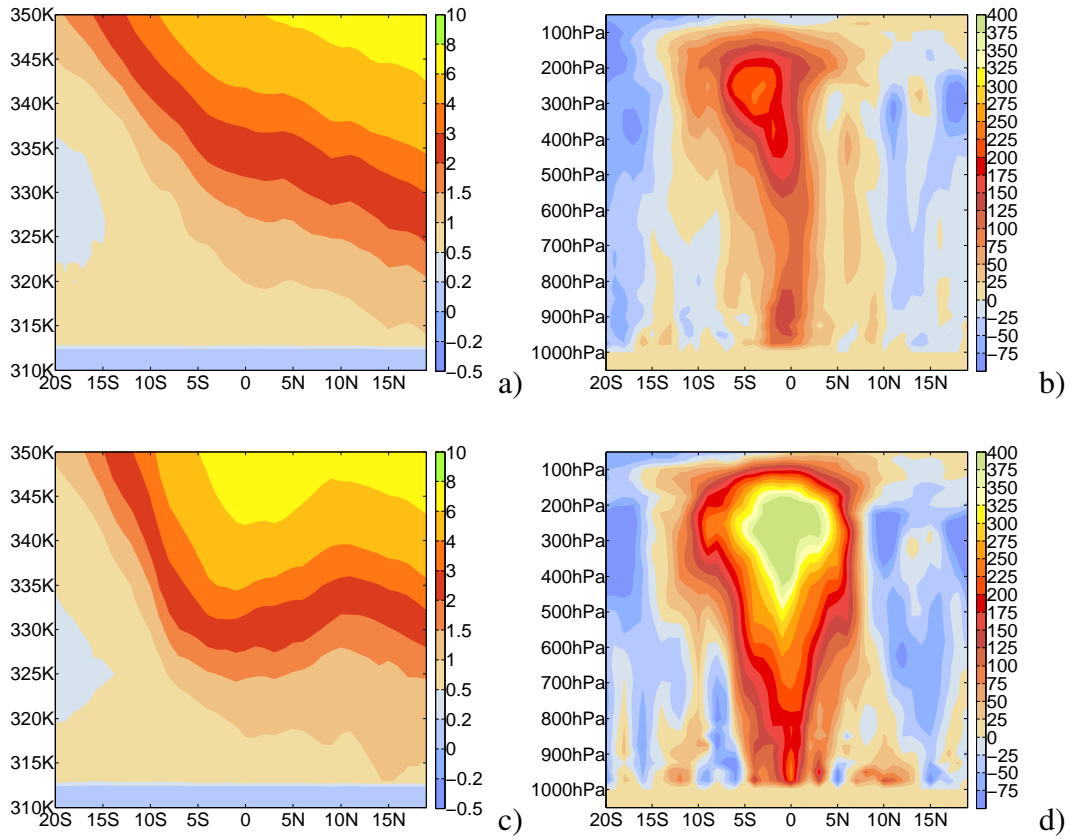 350K
345K
340K
335K
330K
325K
320K
315K
310K
20S 15S 10S 5S 0 5N 10N 15N
10
8
6
4
3
2
1.5
1
0.5
0.2
0
−0.2
−0.5
a)
100hPa
200hPa
300hPa
400hPa
500hPa
600hPa
700hPa
800hPa
900hPa
1000hPa
20S 15S 10S 5S 0 5N 10N 15N
400
375
350
325
300
250
225
200
175
150
125
100
75
50
25
0
−25
−50
−75
b)
350K
345K
340K
335K
330K
325K
320K
315K
310K
20S 15S 10S 5S 0 5N 10N 15N
10
8
6
4
3
2
1.5
1
0.5
0.2
0
−0.2
−0.5
c)
100hPa
200hPa
300hPa
400hPa
500hPa
600hPa
700hPa
800hPa
900hPa
1000hPa
20S 15S 10S 5S 0 5N 10N 15N
400
375
350
325
300
250
225
200
175
150
125
100
75
50
25
0
−25
−50
−75
d)